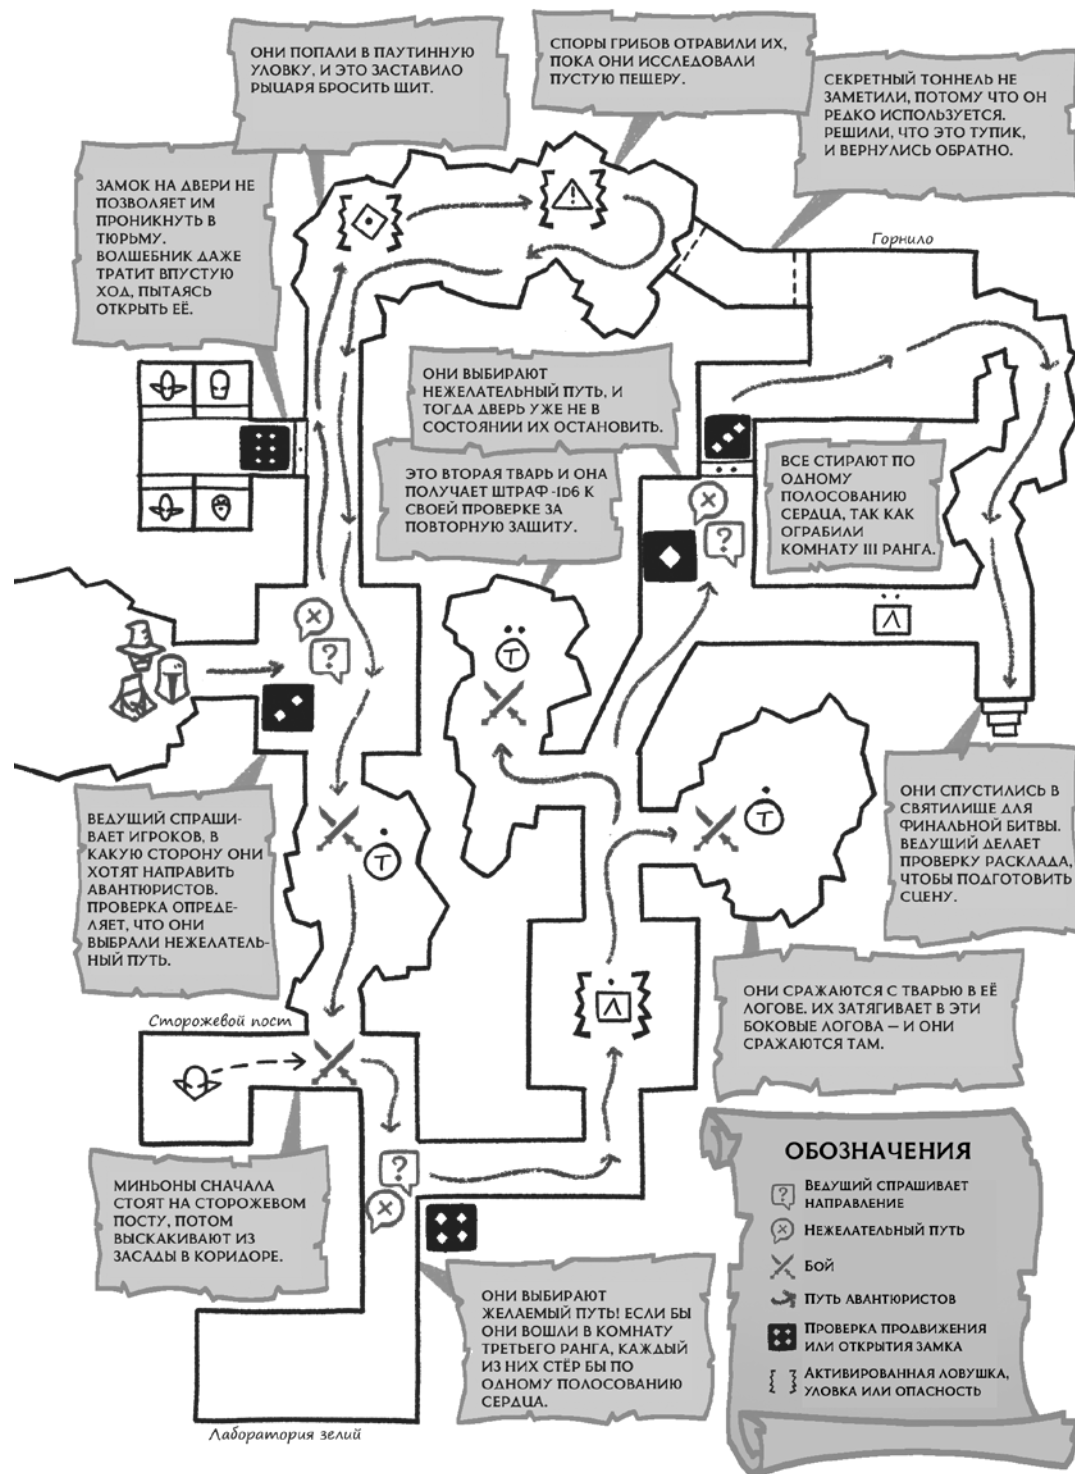 ОНИ ПОПАЛИ В ПАУТИННУЮ
УЛОВКУ, И ЭТО ЗАСТАВИЛО
РЫЦАРЯ БРОСИТЬ ЩИТ.
СПОРЫ ГРИБОВ ОТРАВИЛИ ИХ,
ПОКА ОНИ ИССЛЕДОВАЛИ
ПУСТУЮ ПЕЩЕРУ.
СЕКРЕТНЫЙ ТОННЕЛЬ НЕ
ЗАМЕТИЛИ, ПОТОМУ ЧТО ОН
РЕДКО ИСПОЛЬЗУЕТСЯ.
РЕШИЛИ, ЧТО ЭТО ТУПИК,
И ВЕРНУЛИСЬ ОБРАТНО.
ЗАМОК НА ДВЕРИ НЕ
ПОЗВОЛЯЕТ ИМ
ПРОНИКНУТЬ В
ТЮРЬМУ.
ВОЛШЕБНИК ДАЖЕ
ТРАТИТ ВПУСТУЮ
ХОД, ПЫТАЯСЬ
ОТКРЫТЬ ЕЁ.
Горнило
ОНИ ВЫБИРАЮТ
НЕЖЕЛАТЕЛЬНЫЙ ПУТЬ, И
ТОГДА ДВЕРЬ УЖЕ НЕ В
СОСТОЯНИИ ИХ ОСТАНОВИТЬ.
ЭТО ВТОРАЯ ТВАРЬ И ОНА
ПОЛУЧАЕТ ШТРАФ -1D6 К
СВОЕЙ ПРОВЕРКЕ ЗА
ПОВТОРНУЮ ЗАЩИТУ.
ВСЕ СТИРАЮТ ПО
ОДНОМУ
ПОЛОСОВАНИЮ
СЕРДЦА, ТАК КАК
ОГРАБИЛИ
КОМНАТУ III РАНГА.
?
?
Λ
T
T
T
Λ
?
ВЕДУЩИЙ СПРАШИ-
ВАЕТ ИГРОКОВ, В
КАКУЮ СТОРОНУ ОНИ
ХОТЯТ НАПРАВИТЬ
АВАНТЮРИСТОВ.
ПРОВЕРКА ОПРЕДЕ-
ЛЯЕТ, ЧТО ОНИ
ВЫБРАЛИ НЕЖЕЛАТЕЛЬ-
НЫЙ ПУТЬ.
ОНИ СПУСТИЛИСЬ В
СВЯТИЛИЩЕ ДЛЯ
ФИНАЛЬНОЙ БИТВЫ.
ВЕДУЩИЙ ДЕЛАЕТ
ПРОВЕРКУ РАСКЛАДА,
ЧТОБЫ ПОДГОТОВИТЬ
СЦЕНУ.
ОНИ СРАЖАЮТСЯ С ТВАРЬЮ В ЕЁ
ЛОГОВЕ. ИХ ЗАТЯГИВАЕТ В ЭТИ
БОКОВЫЕ ЛОГОВА – И ОНИ
СРАЖАЮТСЯ ТАМ.
Сторожевой пост
МИНЬОНЫ СНАЧАЛА
СТОЯТ НА СТОРОЖЕВОМ
ПОСТУ, ПОТОМ
ВЫСКАКИВАЮТ ИЗ
ЗАСАДЫ В КОРИДОРЕ.
ОНИ ВЫБИРАЮТ
ЖЕЛАЕМЫЙ ПУТЬ! ЕСЛИ БЫ
ОНИ ВОШЛИ В КОМНАТУ
ТРЕТЬЕГО РАНГА, КАЖДЫЙ
ИЗ НИХ СТЁР БЫ ПО
ОДНОМУ ПОЛОСОВАНИЮ
СЕРДЦА.
Лаборатория зелий
ОБОЗНАЧЕНИЯ
? ВЕДУЩИЙ СПРАШИВАЕТ
НАПРАВЛЕНИЕ
НЕЖЕЛАТЕЛЬНЫЙ ПУТЬ
БОЙ
ПУТЬ АВАНТЮРИСТОВ
ПРОВЕРКА ПРОДВИЖЕНИЯ
ИЛИ ОТКРЫТИЯ ЗАМКА
АКТИВИРОВАННАЯ ЛОВУШКА,
УЛОВКА ИЛИ ОПАСНОСТЬ